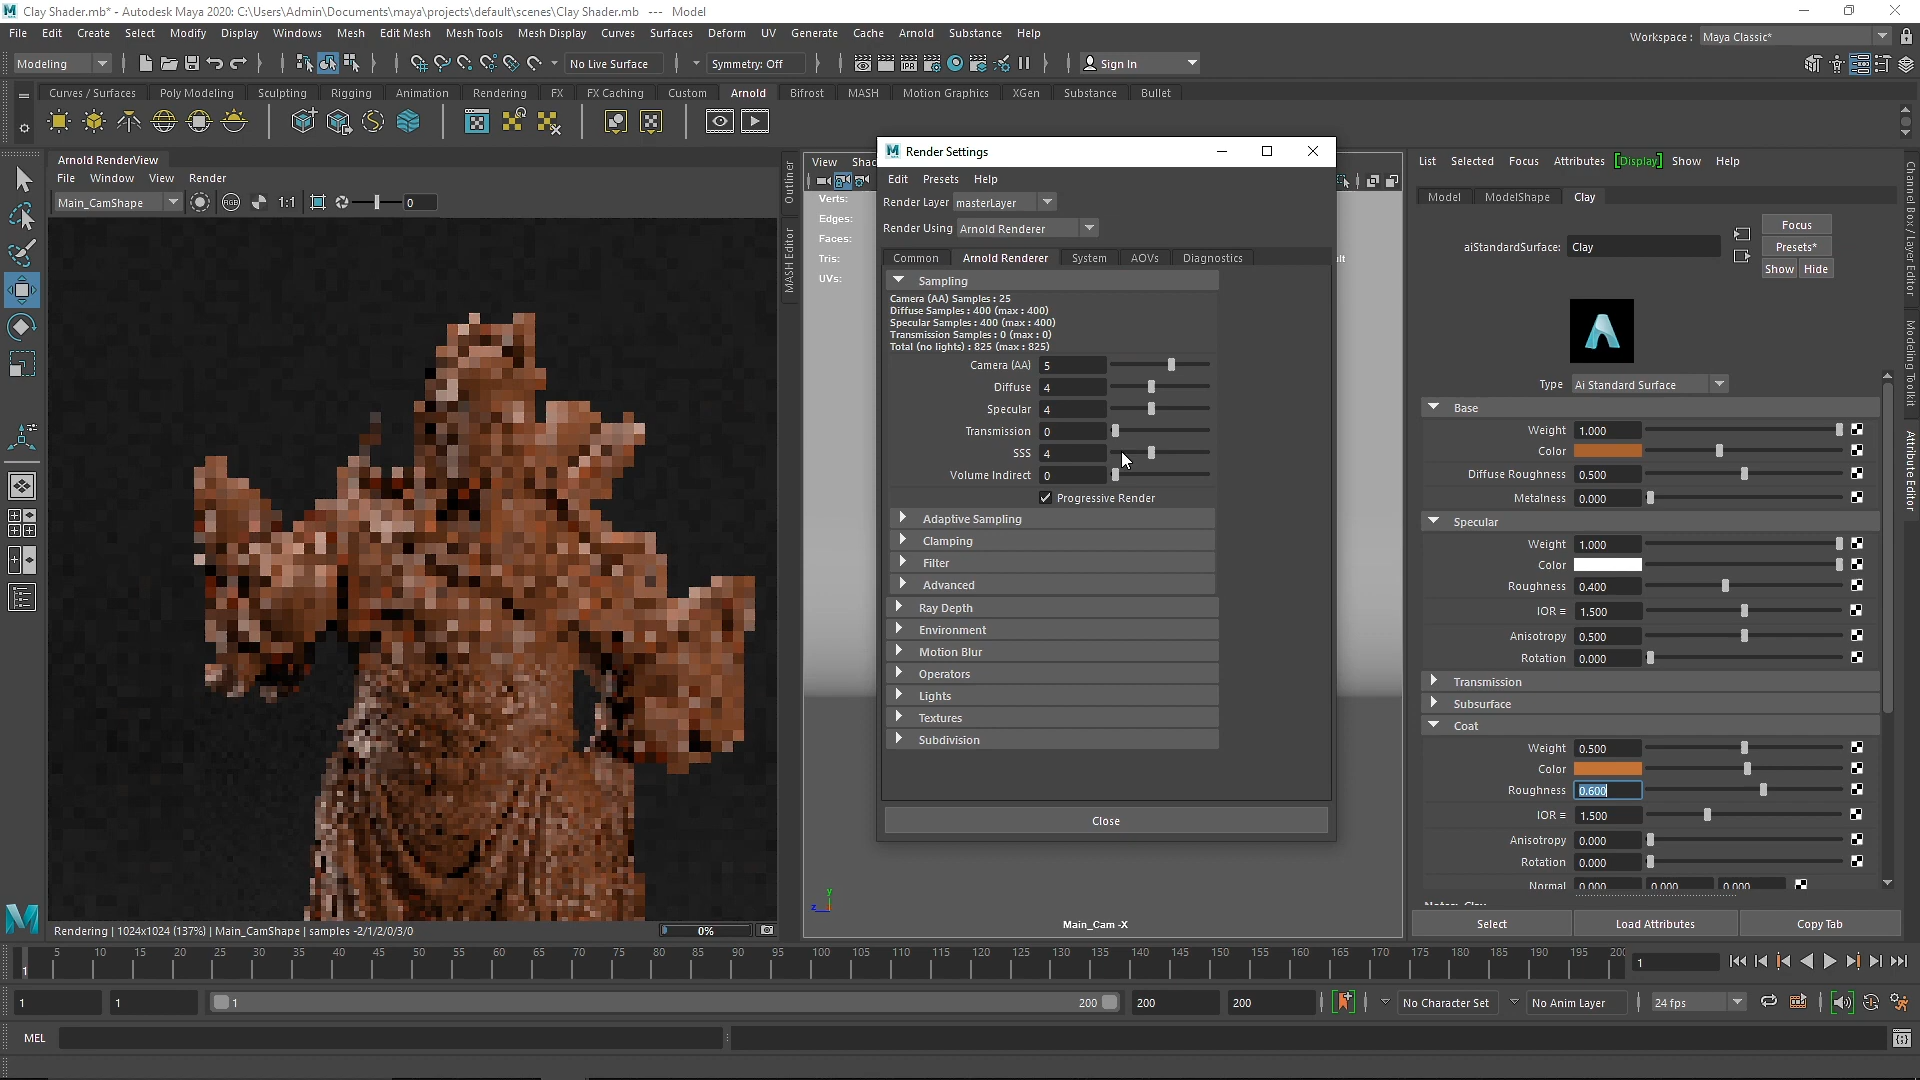 Clay Shader.mb* - Autodesk Maya 2020: C:\Users\Admin\Documents\maya\projects\default\scenes\Clay Shader.mb --- Model
File Edit Create Select Modify Display Windows Mesh Edit Mesh Mesh Tools Mesh Display Curves Surfaces Deform UV Generate Cache Arnold Substance Help
Workspace : Maya Classic*
Modeling No Live Surface Symmetry: Off Sign In
Curves / Surfaces Poly Modeling Sculpting Rigging Animation Rendering FX FX Caching Custom Arnold Bifrost MASH Motion Graphics XGen Substance Bullet
Arnold RenderView
File Window View Render
Main_CamShape RGB 1:1 0
Rendering | 1024x1024 (137%) | Main_CamShape | samples -2/1/2/0/3/0
0%
Outliner
MASH Editor
View
Verts:
Edges:
Faces:
Tris:
UVs:
Main_Cam -X
Render Settings
Edit Presets Help
Render Layer masterLayer
Render Using Arnold Renderer
Common Arnold Renderer System AOVs Diagnostics
Sampling
Camera (AA) Samples : 25
Diffuse Samples : 400 (max : 400)
Specular Samples : 400 (max : 400)
Transmission Samples : 0 (max : 0)
Total (no lights) : 825 (max : 825)
Camera (AA) 5
Diffuse 4
Specular 4
Transmission 0
SSS 4
Volume Indirect 0
Progressive Render
Adaptive Sampling
Clamping
Filter
Advanced
Ray Depth
Environment
Motion Blur
Operators
Lights
Textures
Subdivision
Close
List Selected Focus Attributes Display Show Help
Model ModelShape Clay
Focus
Presets*
Show Hide
aiStandardSurface: Clay
Type Ai Standard Surface
Base
Weight 1.000
Color
Diffuse Roughness 0.500
Metalness 0.000
Specular
Weight 1.000
Color
Roughness 0.400
IOR = 1.500
Anisotropy 0.500
Rotation 0.000
Transmission
Subsurface
Coat
Weight 0.500
Color
Roughness 0.600
IOR = 1.500
Anisotropy 0.000
Rotation 0.000
Normal 0.000 0.000 0.000
Select Load Attributes Copy Tab
Channel Box / Layer Editor
Modeling Toolkit
Attribute Editor
5 10 15 20 25 30 35 40 45 50 55 60 65 70 75 80 85 90 95 100 105 110 115 120 125 130 135 140 145 150 155 160 165 170 175 180 185 190 195 200
1 1
1 1 1 200 200 200 No Character Set No Anim Layer 24 fps
MEL